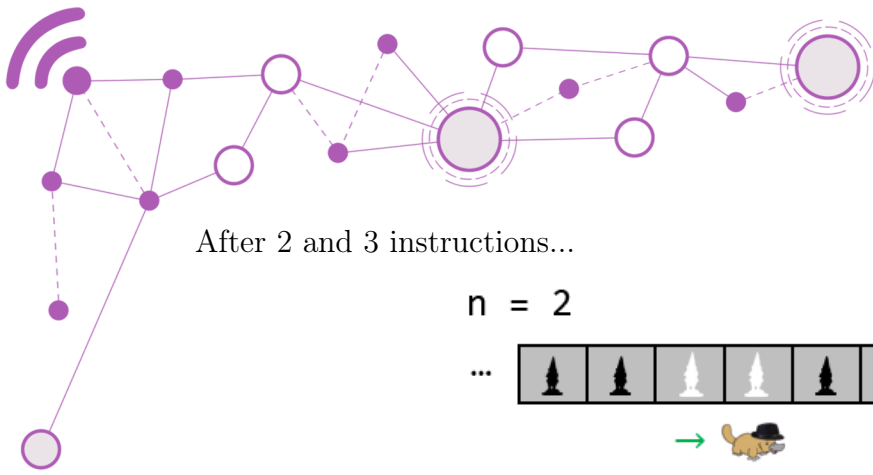 After 2 and 3 instructions...
n = 2
...